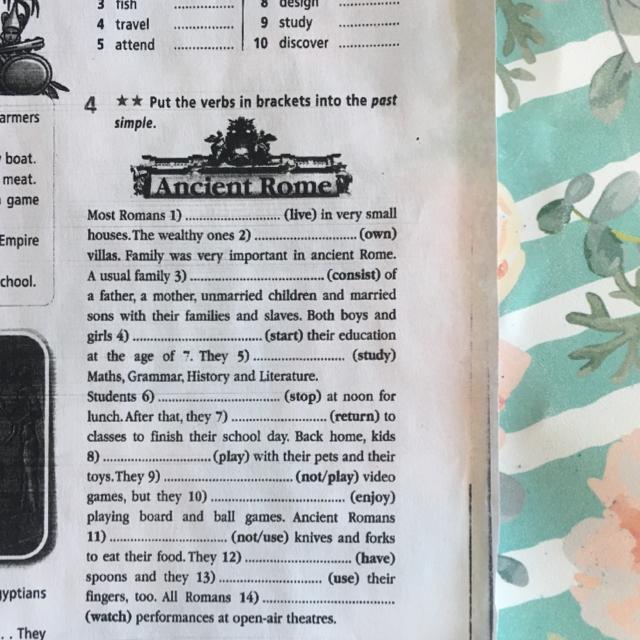 3 fish ............... 8 design ...............
4 travel ............... 9 study ...............
5 attend ............... 10 discover ...............
4 ★★ Put the verbs in brackets into the past
simple.
Ancient Rome
Most Romans 1) ............................ (live) in very small
houses. The wealthy ones 2) ............................ (own)
villas. Family was very important in ancient Rome.
A usual family 3) ............................ (consist) of
a father, a mother, unmarried children and married
sons with their families and slaves. Both boys and
girls 4) ............................ (start) their education
at the age of 7. They 5) ............................ (study)
Maths, Grammar, History and Literature.
Students 6) ............................ (stop) at noon for
lunch. After that, they 7) ............................ (return) to
classes to finish their school day. Back home, kids
8) ............................ (play) with their pets and their
toys. They 9) ............................ (not/play) video
games, but they 10) ............................ (enjoy)
playing board and ball games. Ancient Romans
11) ............................ (not/use) knives and forks
to eat their food. They 12) ............................ (have)
spoons and they 13) ............................ (use) their
fingers, too. All Romans 14) ............................
(watch) performances at open-air theatres.
boat.
meat.
game
Empire
. . They